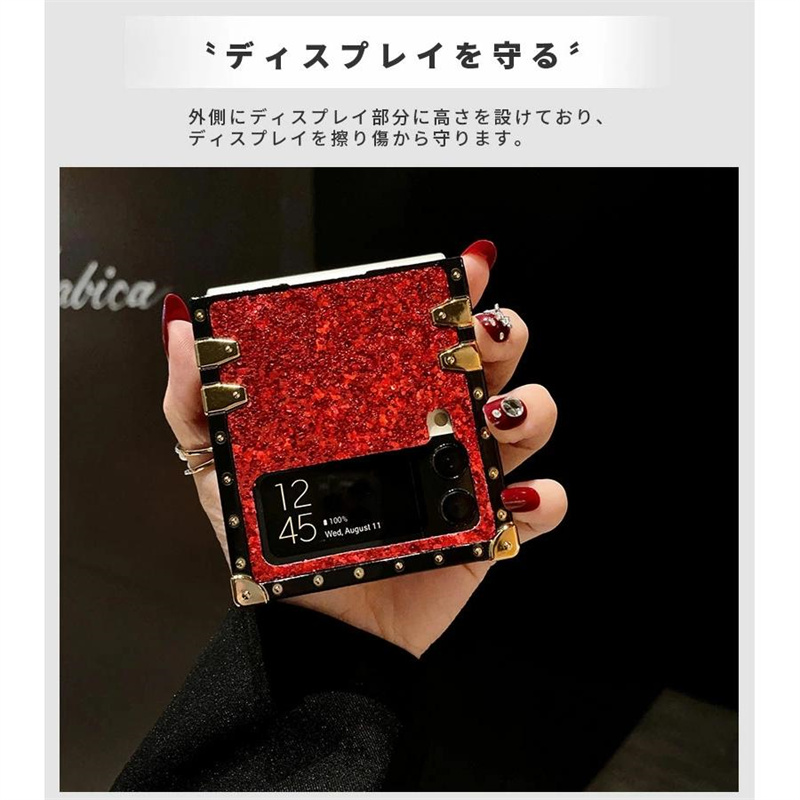 〝ディスプレイを守る〞
外側にディスプレイ部分に高さを設けており、
ディスプレイを擦り傷から守ります。
abica
12
45
100%
Wed, August 11